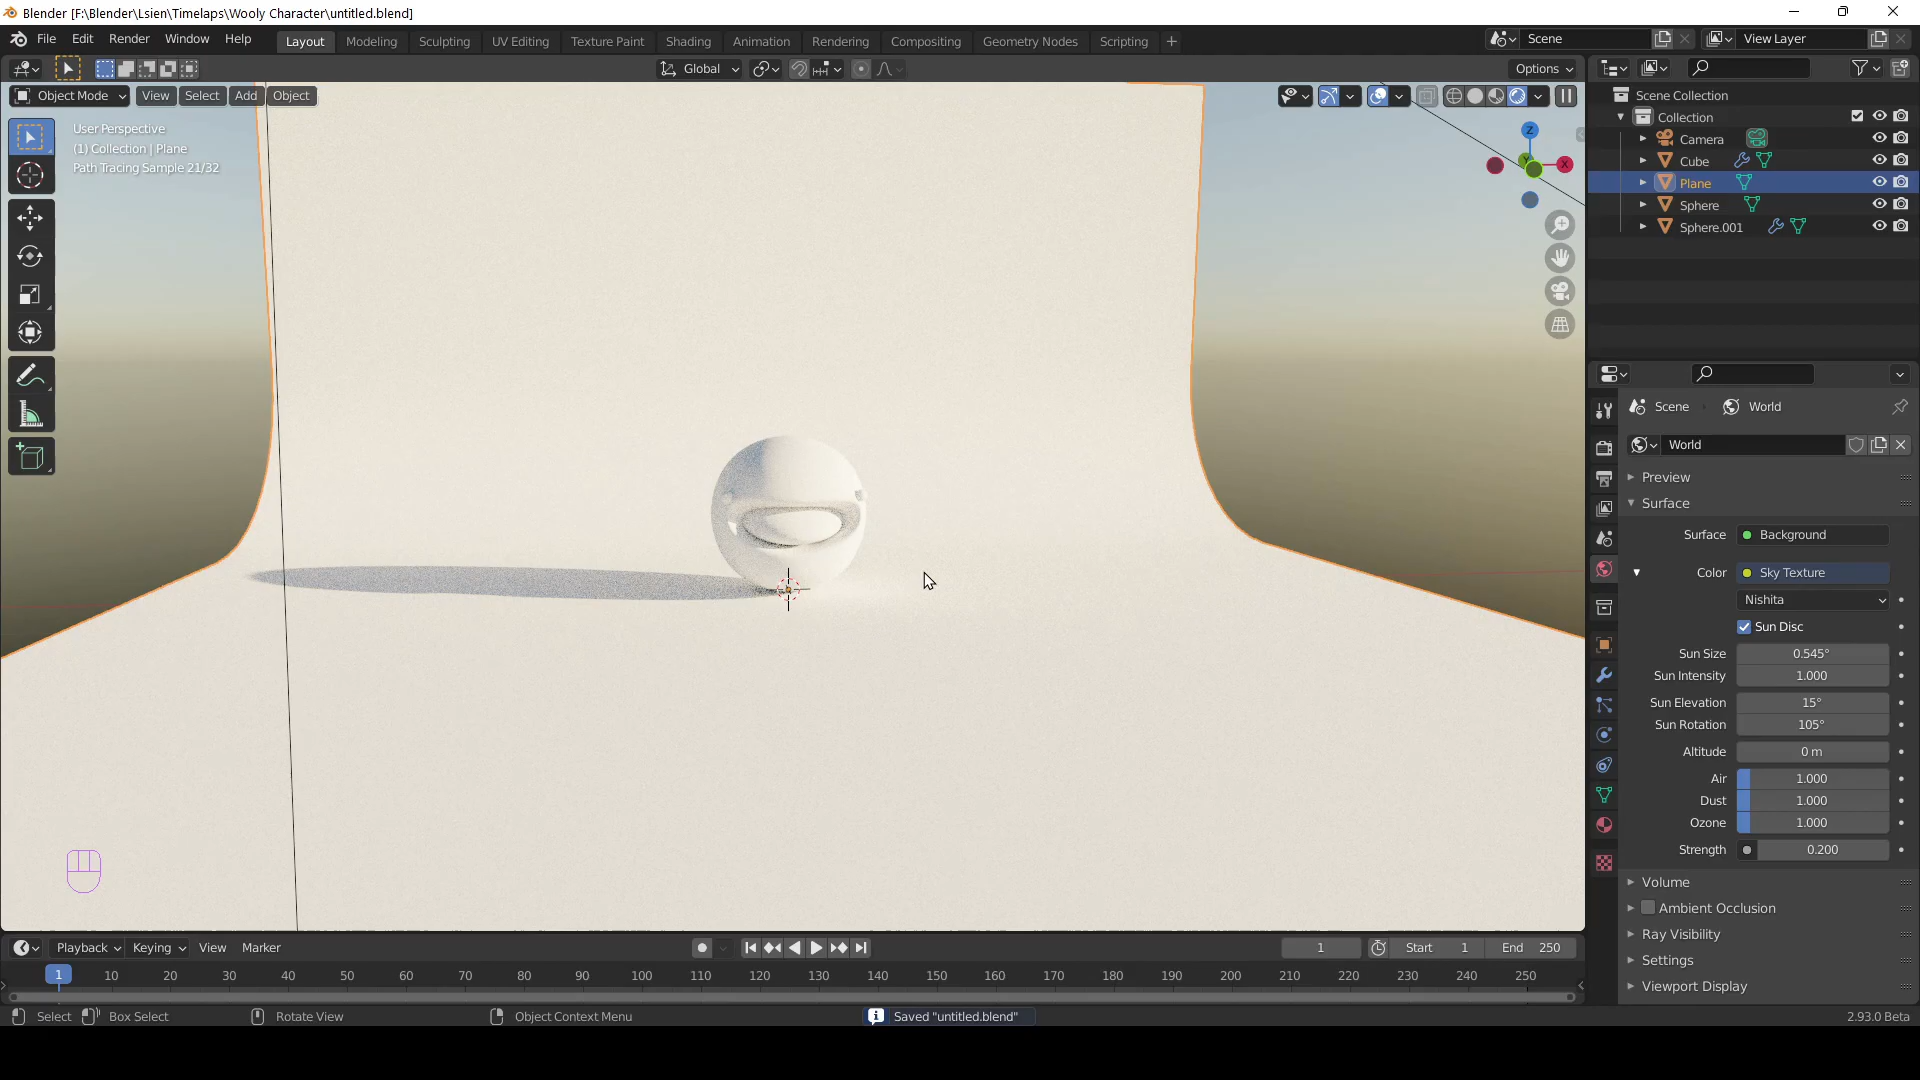 Blender [F:\Blender\Lsien\Timelaps\Wooly Character\untitled.blend]
File Edit Render Window Help Layout Modeling Sculpting UV Editing Texture Paint Shading Animation Rendering Compositing Geometry Nodes Scripting + Scene View Layer
Global Options
Object Mode View Select Add Object
User Perspective
(1) Collection | Plane
Path Tracing Sample 21/32
Z
X
Scene Collection
Collection
Camera
Cube
Plane
Sphere
Sphere.001
Scene World
World
Preview
Surface
Surface Background
Color Sky Texture
Nishita
Sun Disc
Sun Size 0.545°
Sun Intensity 1.000
Sun Elevation 15°
Sun Rotation 105°
Altitude 0 m
Air 1.000
Dust 1.000
Ozone 1.000
Strength 0.200
Volume
Ambient Occlusion
Ray Visibility
Settings
Viewport Display
Playback Keying View Marker 1 Start 1 End 250
1 10 20 30 40 50 60 70 80 90 100 110 120 130 140 150 160 170 180 190 200 210 220 230 240 250
Select Box Select Rotate View Object Context Menu Saved "untitled.blend" 2.93.0 Beta